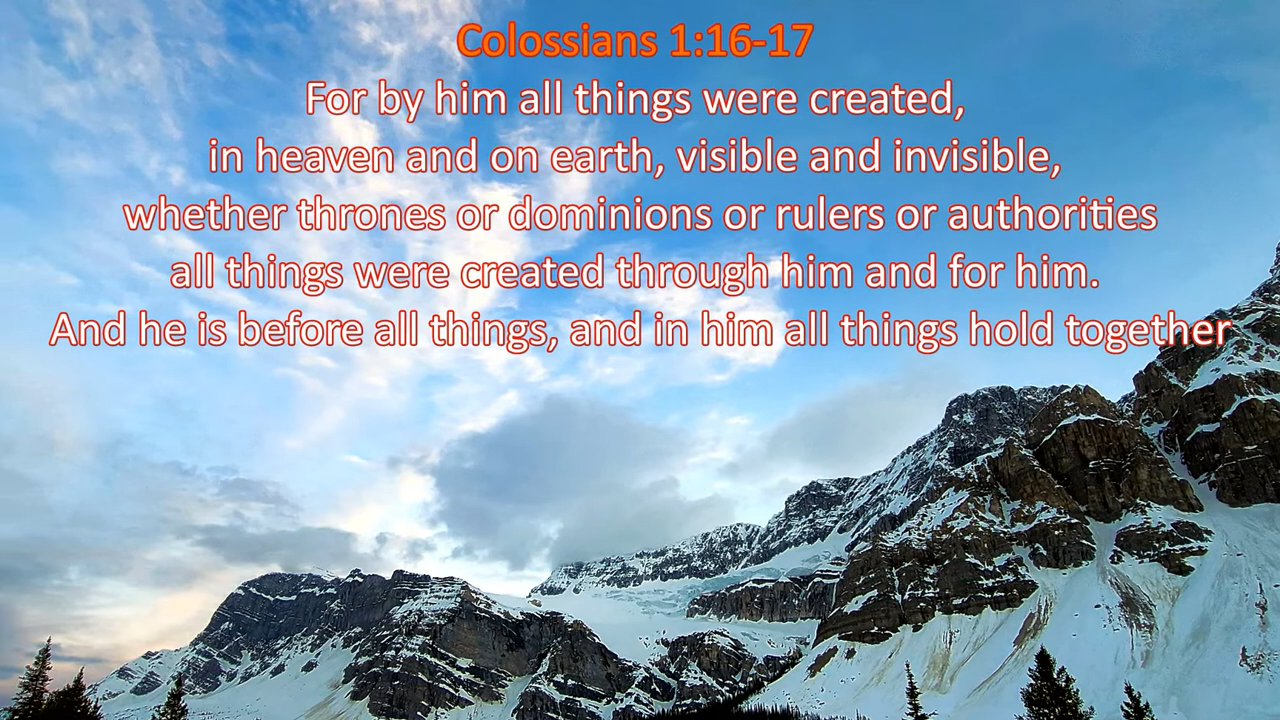 Colossians 1:16-17
For by him all things were created,
in heaven and on earth, visible and invisible,
whether thrones or dominions or rulers or authorities
all things were created through him and for him.
And he is before all things, and in him all things hold together